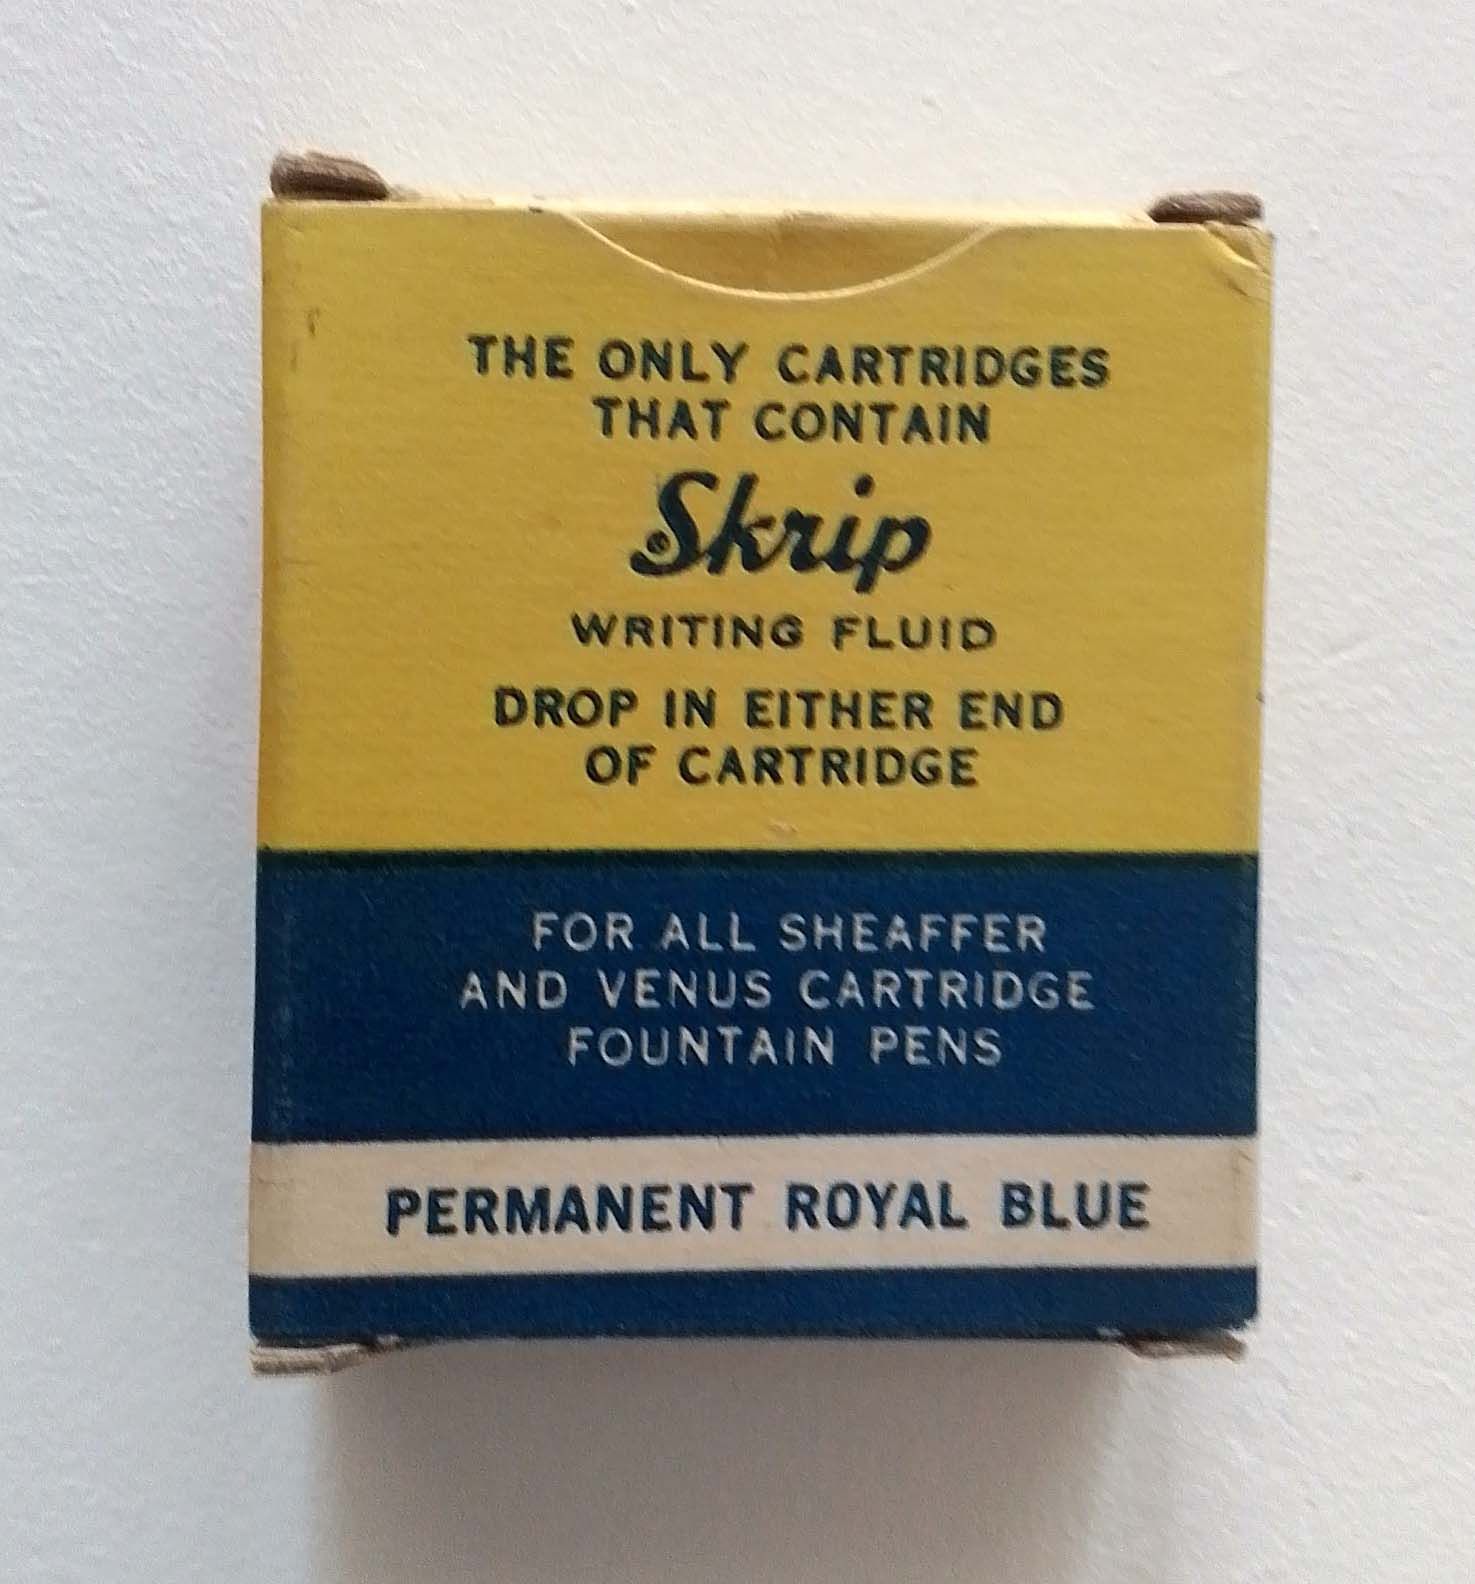 THE ONLY CARTRIDGES
THAT CONTAIN
®Skrip
WRITING FLUID
DROP IN EITHER END
OF CARTRIDGE
FOR ALL SHEAFFER
AND VENUS CARTRIDGE
FOUNTAIN PENS
PERMANENT ROYAL BLUE